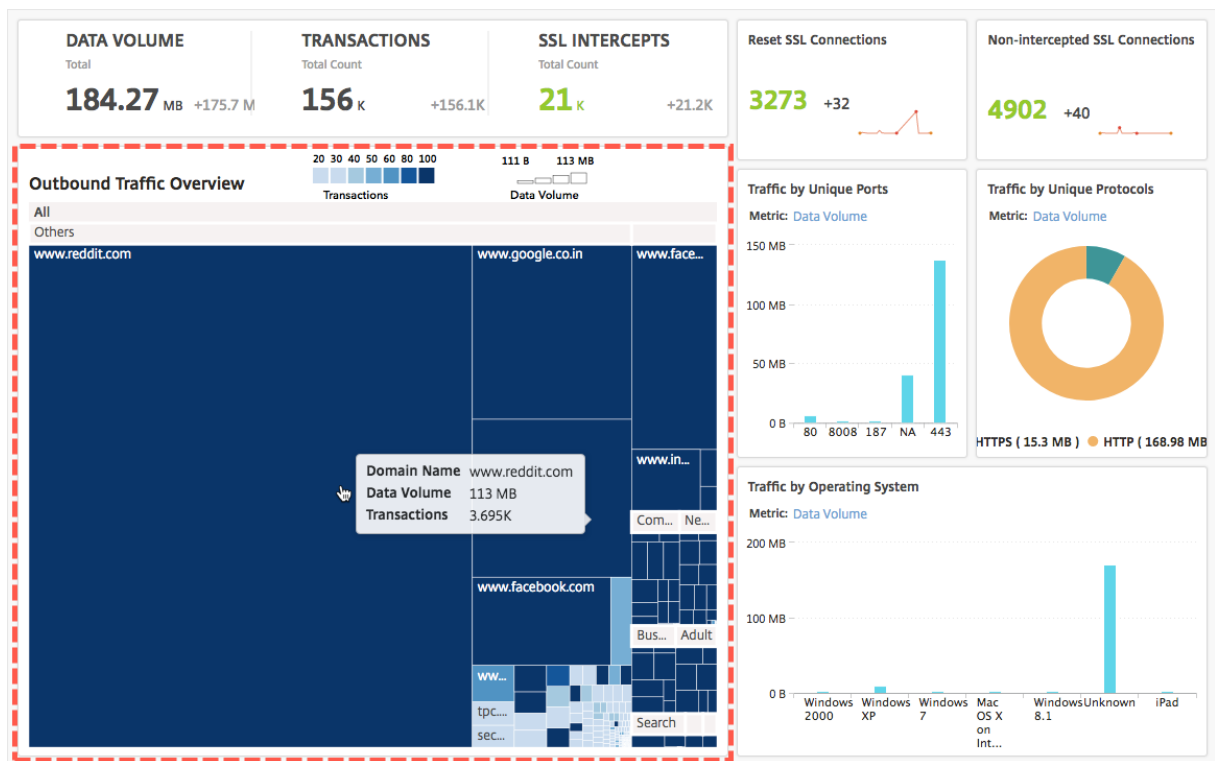 DATA VOLUME
Total
184.27 MB +175.7 M
TRANSACTIONS
Total Count
156 K +156.1K
SSL INTERCEPTS
Total Count
21 K +21.2K
Reset SSL Connections
3273 +32
Non-intercepted SSL Connections
4902 +40
Outbound Traffic Overview
20 30 40 50 60 80 100
Transactions
111 B 113 MB
Data Volume
All
Others
www.reddit.com
www.google.co.in
www.face...
www.in...
Domain Name www.reddit.com
Data Volume 113 MB
Transactions 3.695K
Com... Ne...
www.facebook.com
Bus... Adult
ww...
tpc....
sec...
Search
Traffic by Unique Ports
Metric: Data Volume
150 MB
100 MB
50 MB
0 B
80 8008 187 NA 443
Traffic by Unique Protocols
Metric: Data Volume
HTTPS ( 15.3 MB ) HTTP ( 168.98 MB
Traffic by Operating System
Metric: Data Volume
200 MB
100 MB
0 B
Windows 2000
Windows XP
Windows 7
Mac OS X on Int...
Windows 8.1
Unknown
iPad